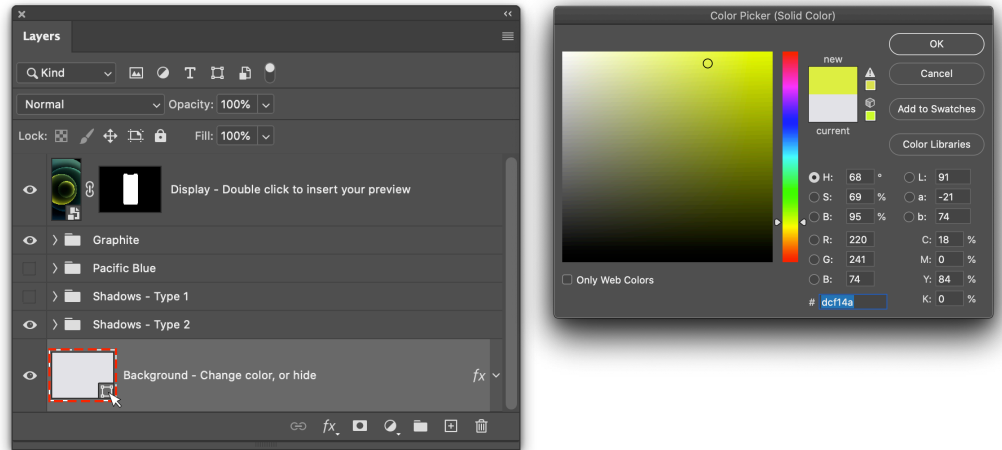 Layers
Kind
T
Normal
Opacity: 100%
Lock:
Fill: 100%
Display - Double click to insert your preview
Graphite
Pacific Blue
Shadows - Type 1
Shadows - Type 2
Background - Change color, or hide
fx
fx
Color Picker (Solid Color)
new
current
OK
Cancel
Add to Swatches
Color Libraries
H: 68 °
L: 91
S: 69 %
a: -21
B: 95 %
b: 74
R: 220
C: 18 %
G: 241
M: 0 %
B: 74
Y: 84 %
# dcf14a
K: 0 %
Only Web Colors